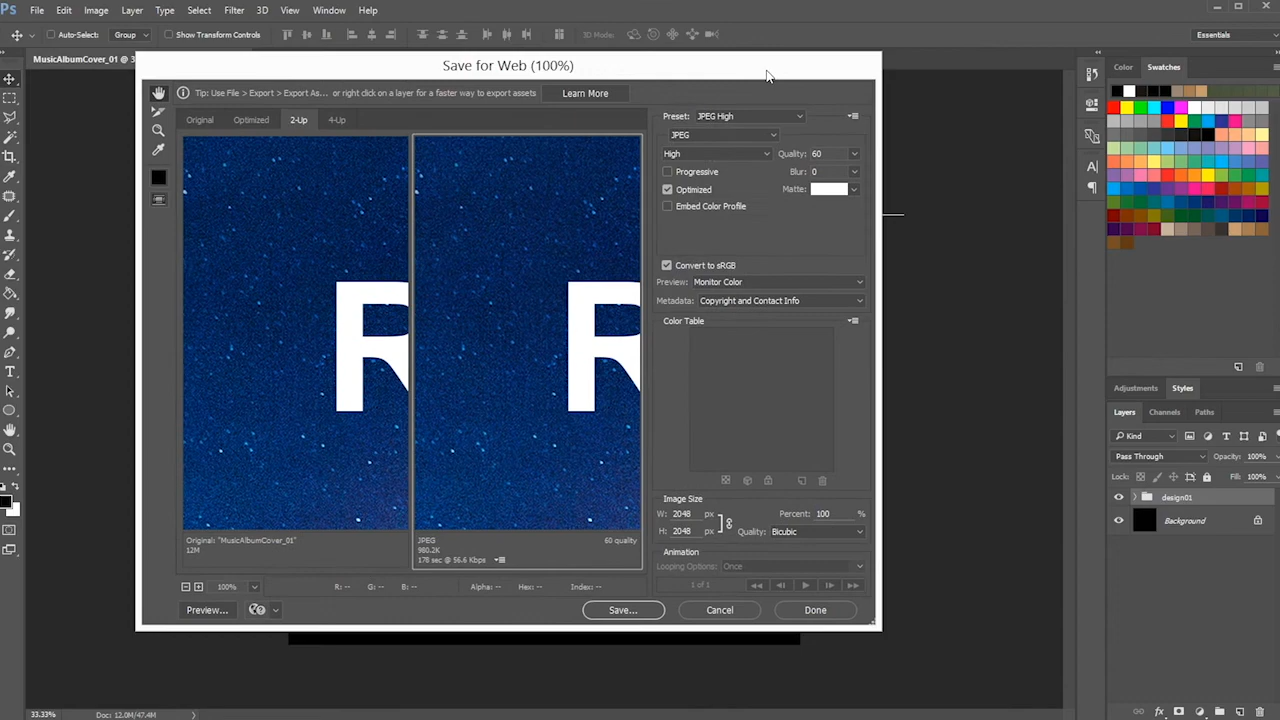 Ps File Edit Image Layer Type Select Filter 3D View Window Help
Auto-Select: Group Show Transform Controls 3D Mode: Essentials
MusicAlbumCover_01 @ 3
Save for Web (100%)
Tip: Use File > Export > Export As... or right click on a layer for a faster way to export assets Learn More
Original Optimized 2-Up 4-Up
Preset: JPEG High
JPEG
High Quality: 60
Progressive Blur: 0
Optimized Matte:
Embed Color Profile
Convert to sRGB
Preview: Monitor Color
Metadata: Copyright and Contact Info
Color Table
R R
Image Size
W: 2048 px Percent: 100 %
H: 2048 px Quality: Bicubic
Original: "MusicAlbumCover_01"
12M
JPEG 60 quality
980.2K
178 sec @ 56.6 Kbps
Animation
Looping Options: Once
1 of 1
100% R: -- G: -- B: -- Alpha: -- Hex: -- Index: --
Preview... Save... Cancel Done
Color Swatches
Adjustments Styles
Layers Channels Paths
Kind
Pass Through Opacity: 100%
Lock: Fill: 100%
design01
Background
33.33% Doc: 12.0M/47.4M